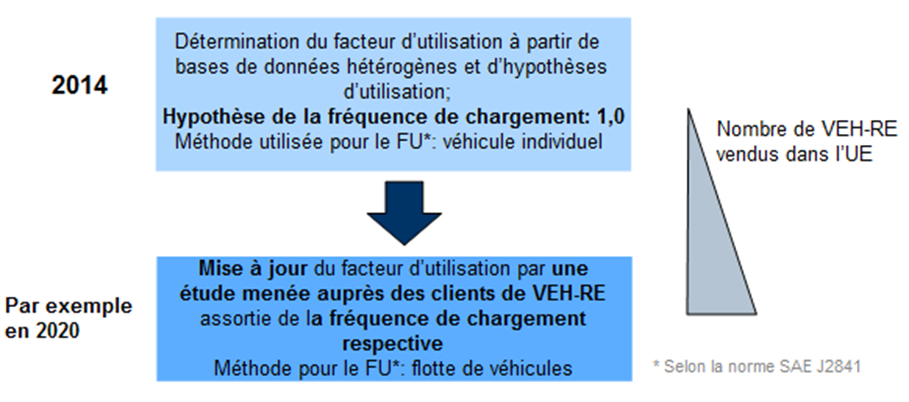 2014
Détermination du facteur d'utilisation à partir de
bases de données hétérogènes et d'hypothèses
d'utilisation;
Hypothèse de la fréquence de chargement: 1,0
Méthode utilisée pour le FU*: véhicule individuel
Nombre de VEH-RE
vendus dans l'UE
Par exemple
en 2020
Mise à jour du facteur d'utilisation par une
étude menée auprès des clients de VEH-RE
assortie de la fréquence de chargement
respective
Méthode pour le FU*: flotte de véhicules
* Selon la norme SAE J2841